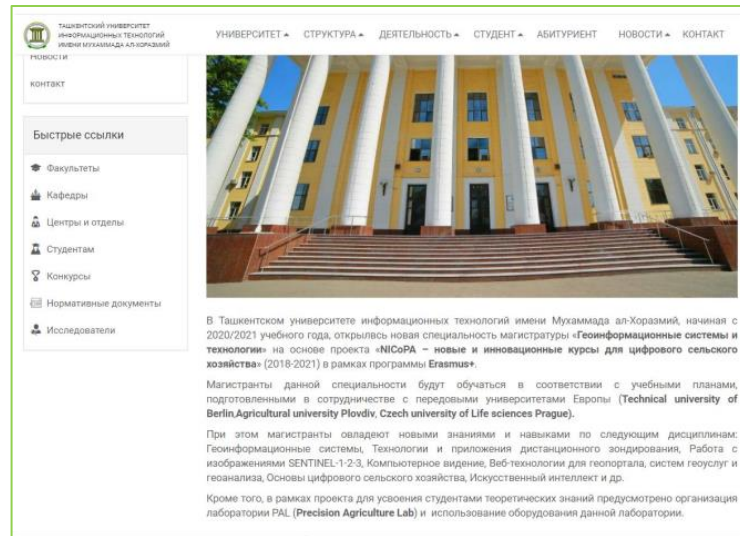 ТАШКЕНТСКИЙ УНИВЕРСИТЕТ
ИНФОРМАЦИОННЫХ ТЕХНОЛОГИЙ
ИМЕНИ МУХАММАДА АЛ-ХОРАЗМИЙ
УНИВЕРСИТЕТ СТРУКТУРА ДЕЯТЕЛЬНОСТЬ СТУДЕНТ АБИТУРИЕНТ НОВОСТИ КОНТАКТ
НОВОСТИ
контакт
Быстрые ссылки
Факультеты
Кафедры
Центры и отделы
Студентам
Конкурсы
Нормативные документы
Исследователи
В Ташкентском университете информационных технологий имени Мухаммада ал-Хоразмий, начиная с
2020/2021 учебного года, открылвсь новая специальность магистратуры «Геоинформационные системы и
технологии» на основе проекта «NICoPA – новые и инновационные курсы для цифрового сельского
хозяйства» (2018-2021) в рамках программы Erasmus+.
Магистранты данной специальности будут обучаться в соответствии с учебными планами,
подготовленными в сотрудничестве с передовыми университетами Европы (Technical university of
Berlin,Agricultural university Plovdiv, Czech university of Life sciences Prague).
При этом магистранты овладеют новыми знаниями и навыками по следующим дисциплинам:
Геоинформационные системы, Технологии и приложения дистанционного зондирования, Работа с
изображениями SENTINEL-1-2-3, Компьютерное видение, Веб-технологии для геопортала, систем геоуслуг и
геоанализа, Основы цифрового сельского хозяйства, Искусственный интеллект и др.
Кроме того, в рамках проекта для усвоения студентами теоретических знаний предусмотрено организация
лаборатории PAL (Precision Agriculture Lab) и использование оборудования данной лаборатории.